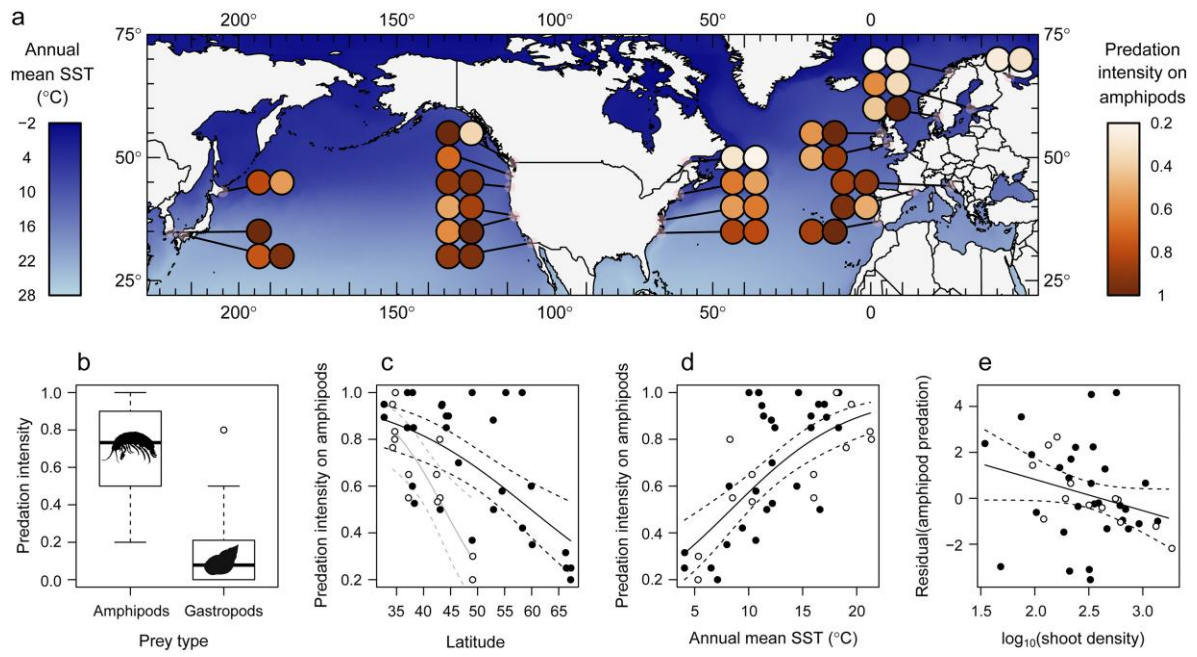 a
200° 150° 100° 50° 0
Annual
mean SST
(°C)
−2
4
10
16
22
28
75° 75°
50° 50°
25° 25°
200° 150° 100° 50° 0
Predation
intensity on
amphipods
0.2
0.4
0.6
0.8
1
b
Predation intensity
1.0
0.8
0.6
0.4
0.2
0.0
Amphipods Gastropods
Prey type
c
Predation intensity on amphipods
1.0
0.8
0.6
0.4
0.2
35 40 45 50 55 60 65
Latitude
d
Predation intensity on amphipods
1.0
0.8
0.6
0.4
0.2
5 10 15 20
Annual mean SST (°C)
e
Residual(amphipod predation)
4
2
0
−2
1.5 2.0 2.5 3.0
log10(shoot density)